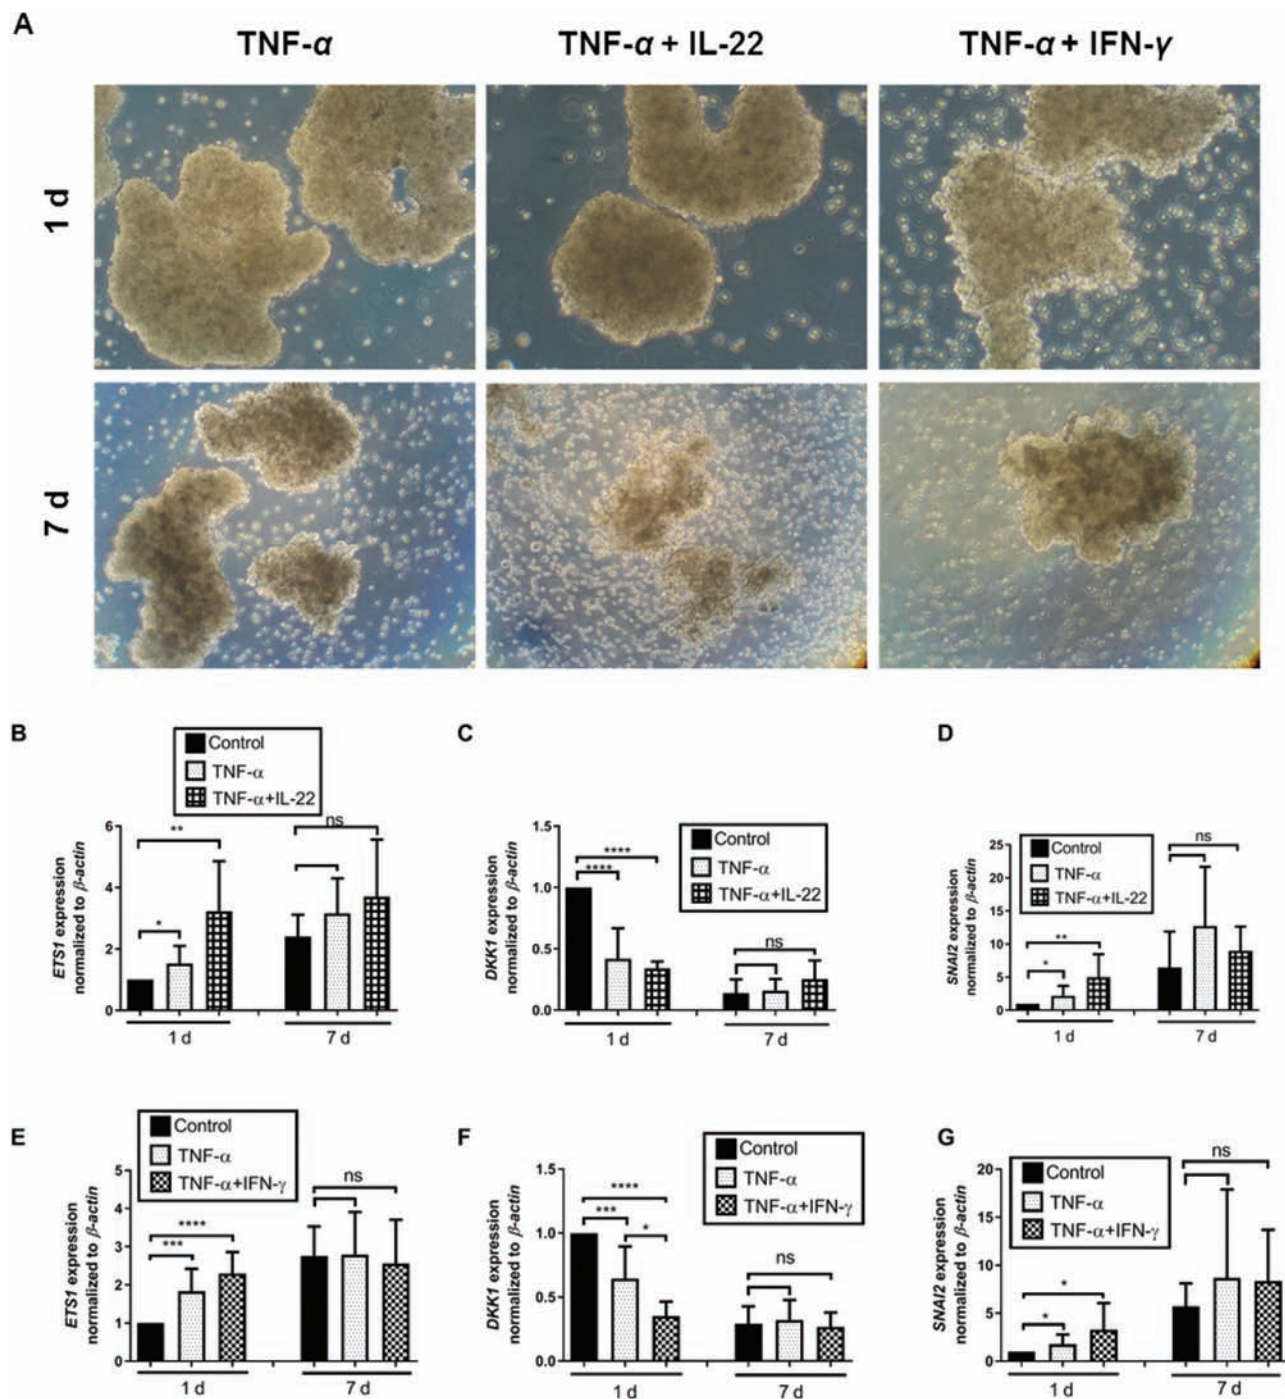 A
TNF-α
TNF-α + IL-22
TNF-α + IFN-γ
1 d
7 d
B
Control
TNF-α
TNF-α+IL-22
ETS1 expression
normalized to β-actin
6
4
2
0
**
*
ns
1 d
7 d
C
Control
TNF-α
TNF-α+IL-22
DKK1 expression
normalized to β-actin
1.5
1.0
0.5
0.0
****
****
ns
1 d
7 d
D
Control
TNF-α
TNF-α+IL-22
SNAI2 expression
normalized to β-actin
25
20
15
10
5
0
**
*
ns
1 d
7 d
E
Control
TNF-α
TNF-α+IFN-γ
ETS1 expression
normalized to β-actin
5
4
3
2
1
0
****
***
ns
1 d
7 d
F
Control
TNF-α
TNF-α+IFN-γ
DKK1 expression
normalized to β-actin
1.5
1.0
0.5
0.0
****
***
*
ns
1 d
7 d
G
Control
TNF-α
TNF-α+IFN-γ
SNAI2 expression
normalized to β-actin
20
15
10
5
0
*
*
ns
1 d
7 d